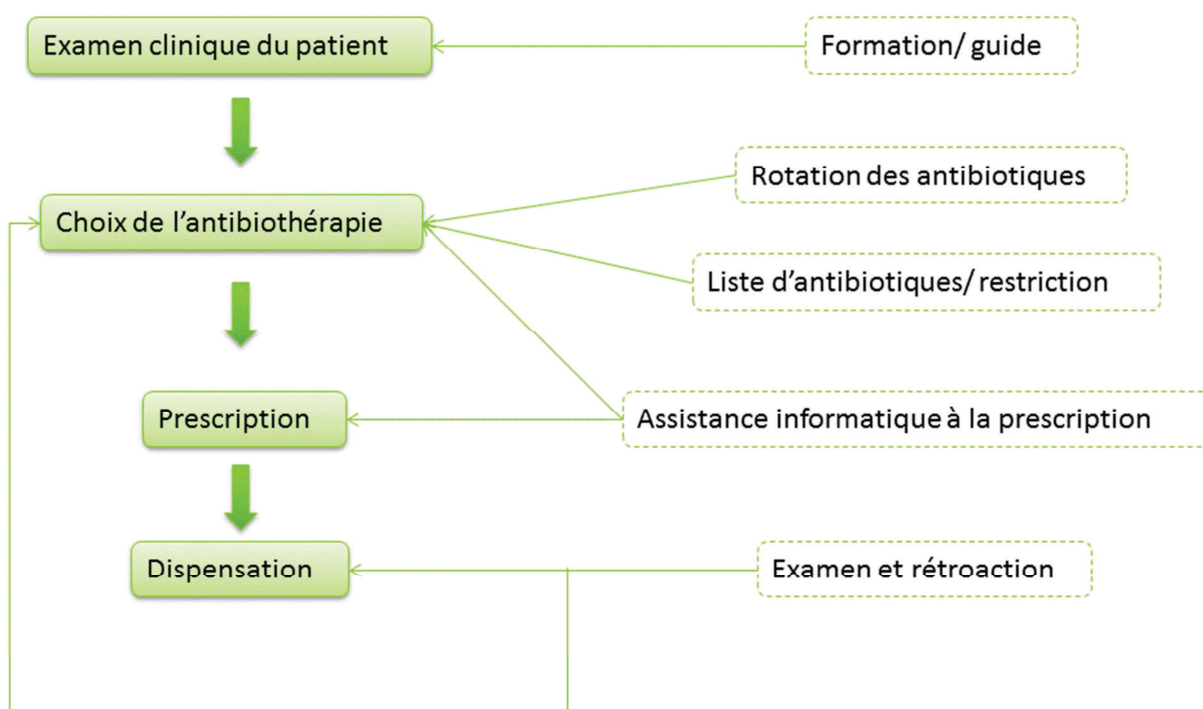 Examen clinique du patient
Formation/ guide
Rotation des antibiotiques
Choix de l’antibiothérapie
Liste d’antibiotiques/ restriction
Prescription
Assistance informatique à la prescription
Dispensation
Examen et rétroaction